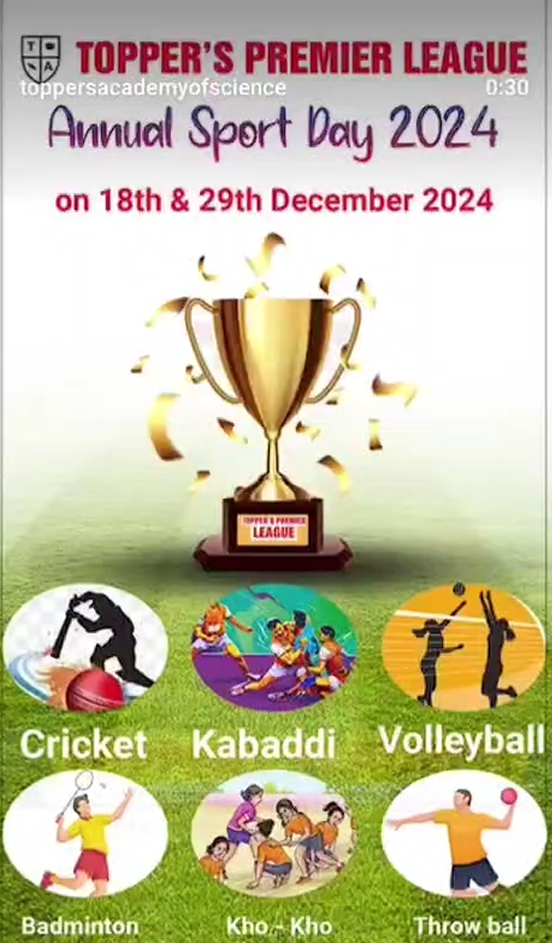 T
A
TOPPER'S PREMIER LEAGUE
toppersacademyofscience 0:30
Annual Sport Day 2024
on 18th & 29th December 2024
TOPPER'S PREMIER
LEAGUE
Cricket Kabaddi Volleyball
Badminton Kho - Kho Throw ball